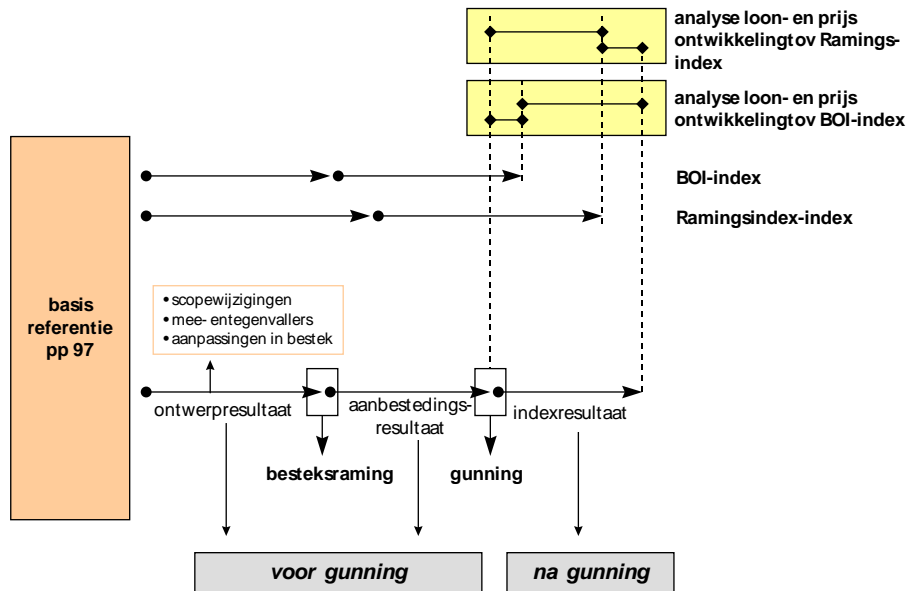 analyse loon- en prijs
ontwikkelingtov Ramings-
index
analyse loon- en prijs
ontwikkelingtov BOI-index
BOI-index
Ramingsindex-index
basis
referentie
pp 97
• scopewijzigingen
• mee- entegenvallers
• aanpassingen in bestek
ontwerpresultaat
aanbestedings-
resultaat
indexresultaat
besteksraming
gunning
voor gunning
na gunning